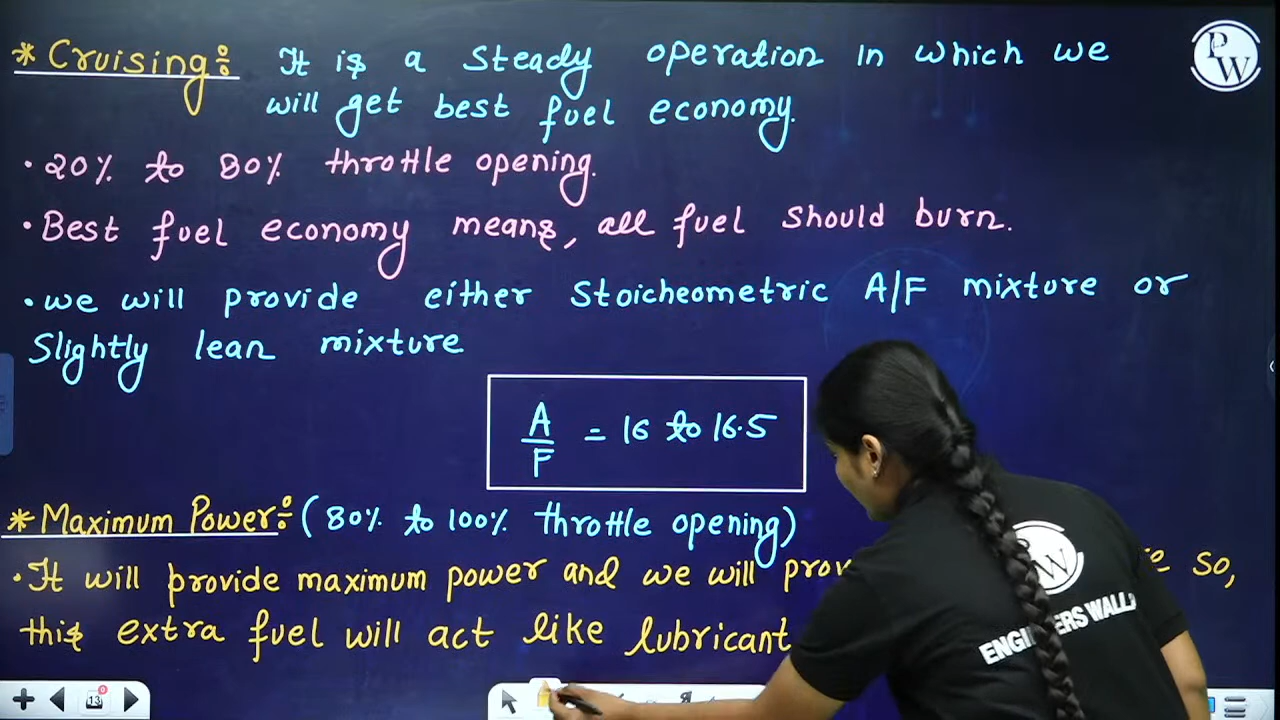 * Cruising:- It is a steady operation in which we
will get best fuel economy.
• 20% to 80% throttle opening.
• Best fuel economy means, all fuel should burn.
• we will provide either stoicheometric A/F mixture or
slightly lean mixture
A/F = 16 to 16.5
* Maximum Power:- (80% to 100% throttle opening)
• It will provide maximum power and we will prov e so,
this extra fuel will act like lubricant
PW
W
ENGINEERS WALLA
13